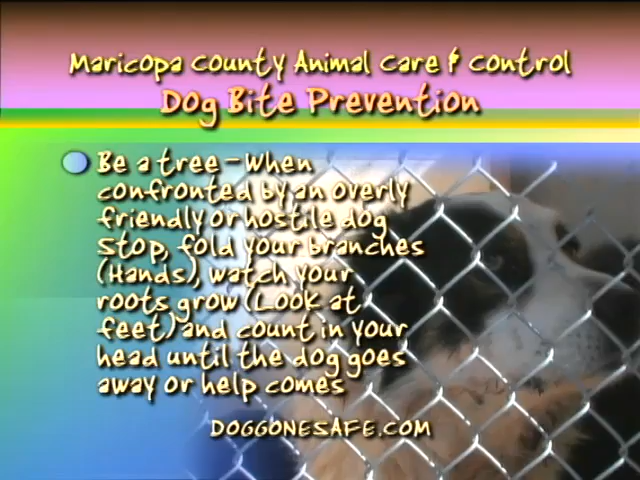 Maricopa County Animal Care & Control
Dog Bite Prevention
Be a tree – When
confronted by an overly
friendly or hostile dog
Stop, fold your branches
(Hands) watch your
roots grow (Look at
feet) and count in your
head until the dog goes
away or help comes
DOGGONESAFE.COM